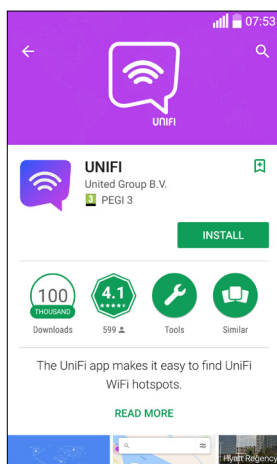 07:53
UNIFI
UNIFI
United Group B.V.
3 PEGI 3
INSTALL
100
THOUSAND
4.1
Downloads
599
Tools
Similar
The UniFi app makes it easy to find UniFi
WiFi hotspots.
READ MORE
Hyatt Regency